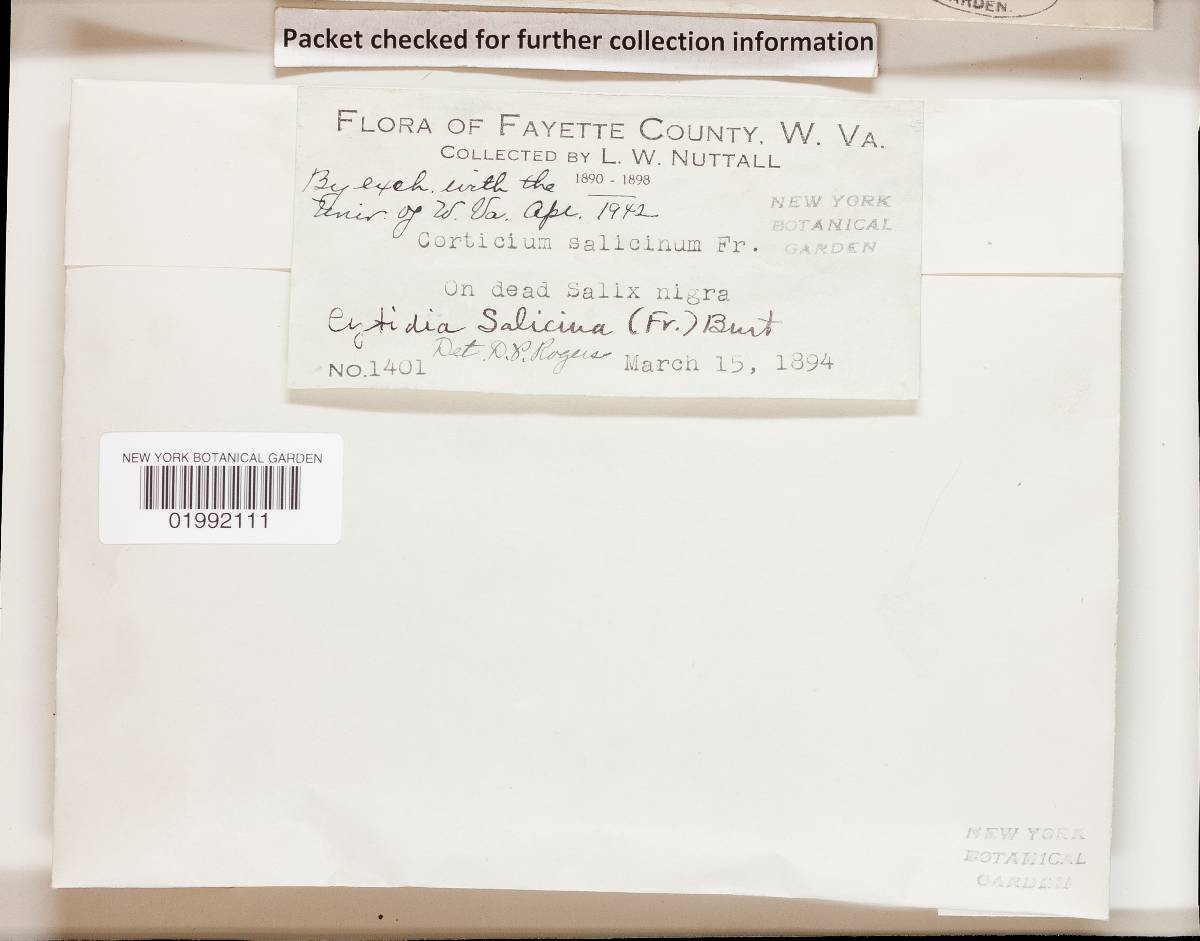 ARDEN.
Packet checked for further collection information
FLORA OF FAYETTE COUNTY, W. VA.
COLLECTED BY L. W. NUTTALL
1890 - 1898
By exch. with the
Univ. of W. Va. Apr. 1942
NEW YORK
BOTANICAL
GARDEN
Corticium salicinum Fr.
On dead Salix nigra
Cytidia Salicina (Fr.) Burt
Det. D.P. Rogers
NO.1401 March 15, 1894
NEW YORK BOTANICAL GARDEN
01992111
NEW YORK
BOTANICAL
GARDEN